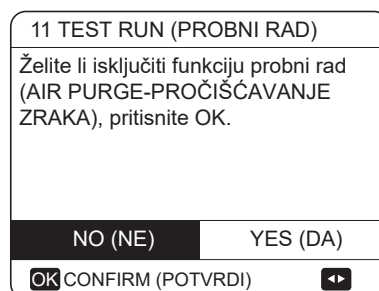 11 TEST RUN (PROBNI RAD)
Želite li isključiti funkciju probni rad
(AIR PURGE-PROČIŠĆAVANJE
ZRAKA), pritisnite OK.
NO (NE) YES (DA)
OK CONFIRM (POTVRDI)